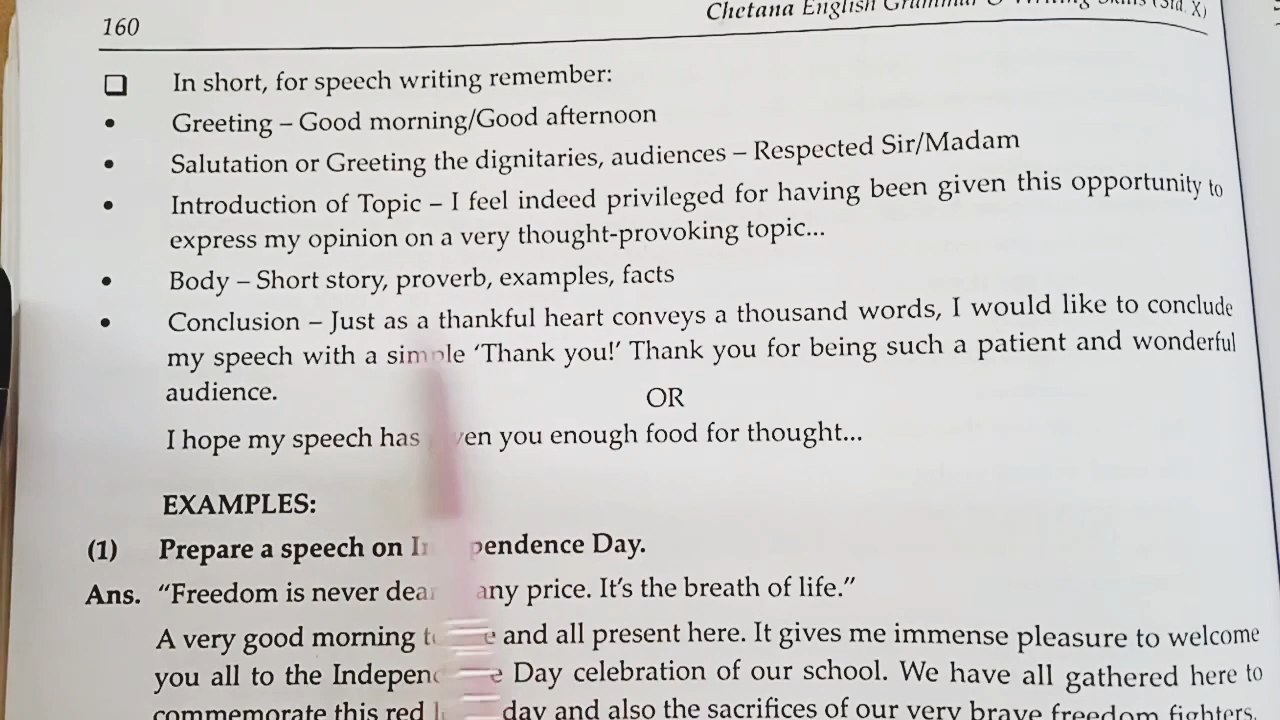 160
Chetana English Grammar & Writing Skills (Std. X)
In short, for speech writing remember:
• Greeting – Good morning/Good afternoon
• Salutation or Greeting the dignitaries, audiences – Respected Sir/Madam
• Introduction of Topic – I feel indeed privileged for having been given this opportunity to
express my opinion on a very thought-provoking topic...
• Body – Short story, proverb, examples, facts
• Conclusion – Just as a thankful heart conveys a thousand words, I would like to conclude
my speech with a simple ‘Thank you!’ Thank you for being such a patient and wonderful
audience.
OR
I hope my speech has you enough food for thought...
EXAMPLES:
(1) Prepare a speech on Independence Day.
Ans. “Freedom is never dear any price. It’s the breath of life.”
A very good morning and all present here. It gives me immense pleasure to welcome
you all to the Independence Day celebration of our school. We have all gathered here to
commemorate this red day and also the sacrifices of our very brave freedom fighters.